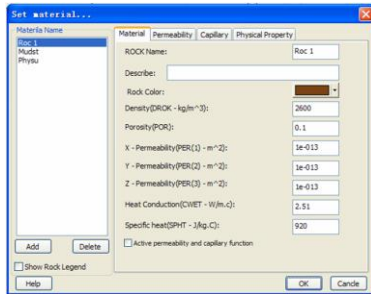 Set material...
Materila Name
Roc 1
Mudst
Physu
Add
Delete
Show Rock Legend
Help
Material
Permeability
Capillary
Physical Property
ROCK Name:
Roc 1
Describe:
Rock Color:
Density(DROK - kg/m^3):
2600
Porosity(POR):
0.1
X - Permeability(PER(1) - m^2):
1e-013
Y - Permeability(PER(2) - m^2):
1e-013
Z - Permeability(PER(3) - m^2):
1e-013
Heat Conduction(CWET - W/m.c):
2.51
Specific heat(SPHT - J/kg.C):
920
Active permeability and capillary function
OK
Cancle